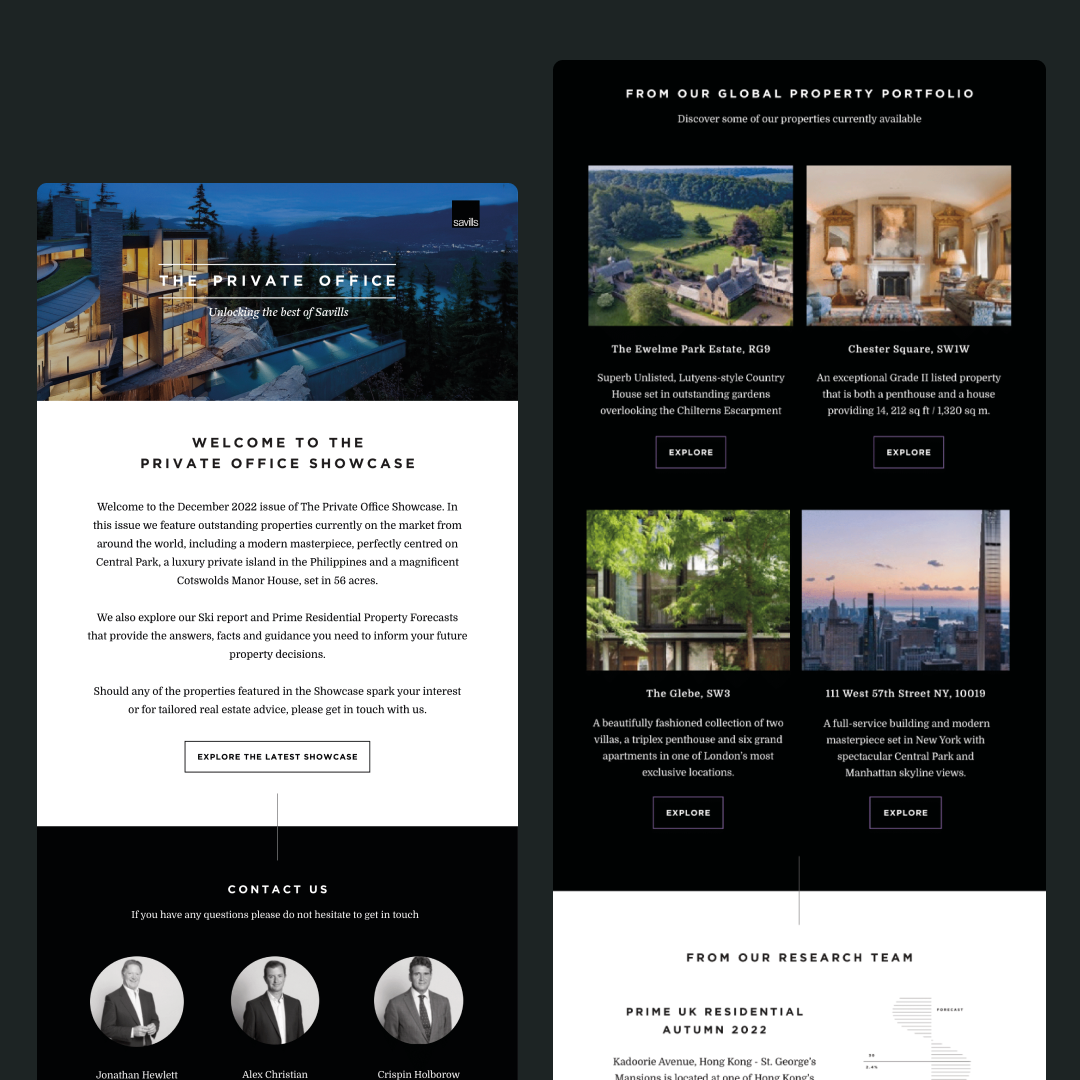 savills
THE PRIVATE OFFICE
Unlocking the best of Savills
WELCOME TO THE
PRIVATE OFFICE SHOWCASE
Welcome to the December 2022 issue of The Private Office Showcase. In
this issue we feature outstanding properties currently on the market from
around the world, including a modern masterpiece, perfectly centred on
Central Park, a luxury private island in the Philippines and a magnificent
Cotswolds Manor House, set in 56 acres.
We also explore our Ski report and Prime Residential Property Forecasts
that provide the answers, facts and guidance you need to inform your future
property decisions.
Should any of the properties featured in the Showcase spark your interest
or for tailored real estate advice, please get in touch with us.
EXPLORE THE LATEST SHOWCASE
CONTACT US
If you have any questions please do not hesitate to get in touch
Jonathan Hewlett
Alex Christian
Crispin Holborow
FROM OUR GLOBAL PROPERTY PORTFOLIO
Discover some of our properties currently available
The Ewelme Park Estate, RG9
Superb Unlisted, Lutyens-style Country
House set in outstanding gardens
overlooking the Chilterns Escarpment
EXPLORE
Chester Square, SW1W
An exceptional Grade II listed property
that is both a penthouse and a house
providing 14, 212 sq ft / 1,320 sq m.
EXPLORE
The Glebe, SW3
A beautifully fashioned collection of two
villas, a triplex penthouse and six grand
apartments in one of London's most
exclusive locations.
EXPLORE
111 West 57th Street NY, 10019
A full-service building and modern
masterpiece set in New York with
spectacular Central Park and
Manhattan skyline views.
EXPLORE
FROM OUR RESEARCH TEAM
PRIME UK RESIDENTIAL
AUTUMN 2022
Kadoorie Avenue, Hong Kong - St. George's
Mansions is located at one of Hong Kong's
FORECAST